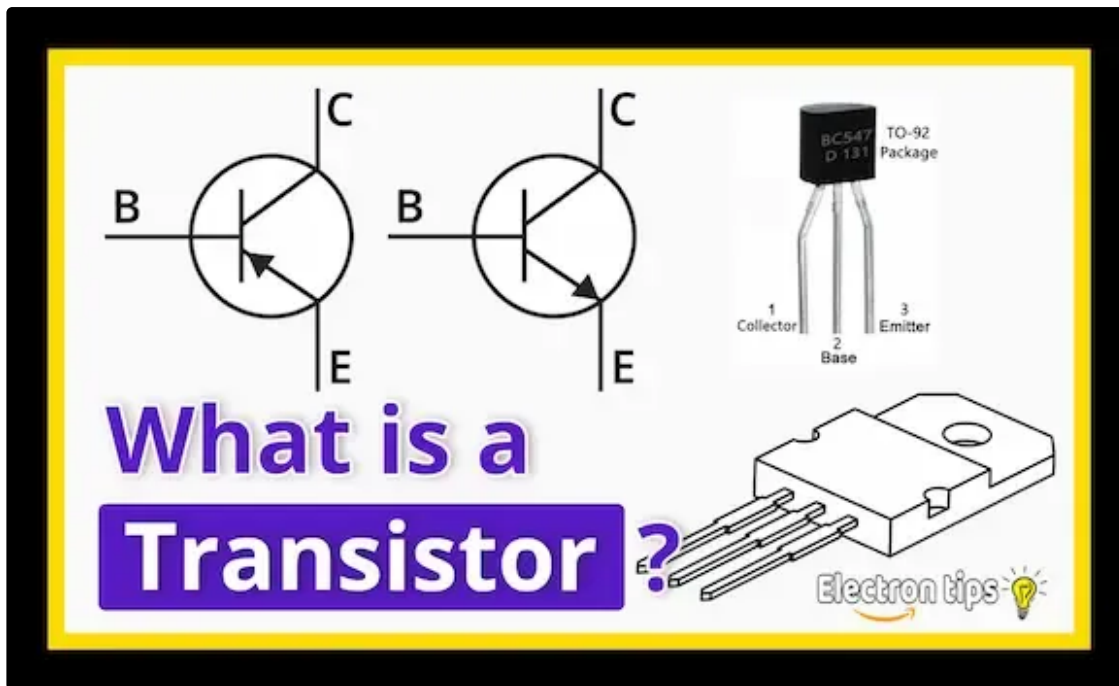 C
B
E
C
B
E
BC547
D 131
TO-92
Package
1
Collector
2
Base
3
Emitter
What is a
Transistor ?
Electron tips